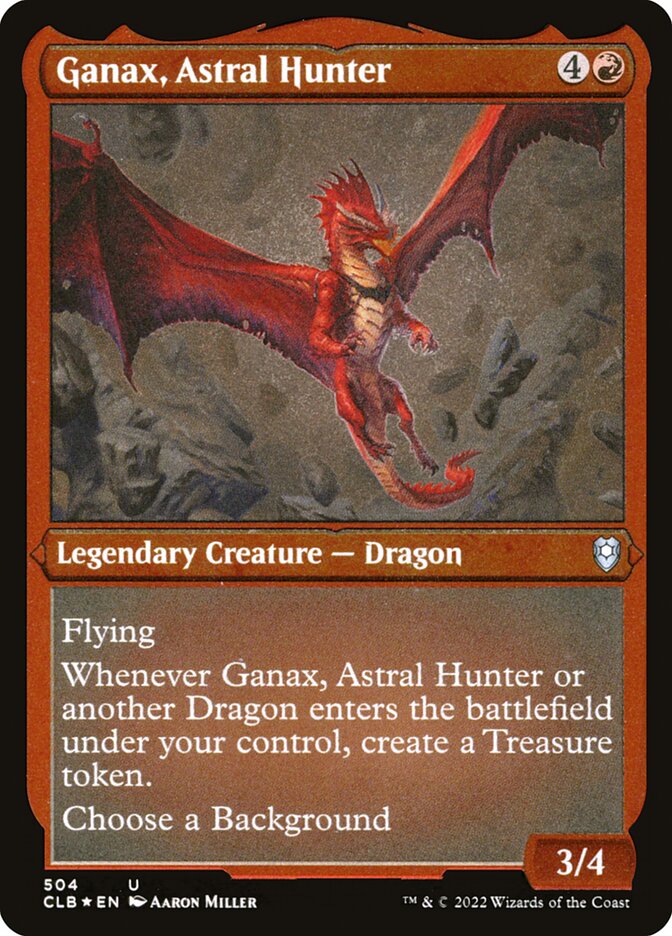 Ganax, Astral Hunter 4
Legendary Creature — Dragon
Flying
Whenever Ganax, Astral Hunter or
another Dragon enters the battlefield
under your control, create a Treasure
token.
Choose a Background
3/4
504 U
CLB★EN Aaron Miller ™ & © 2022 Wizards of the Coast